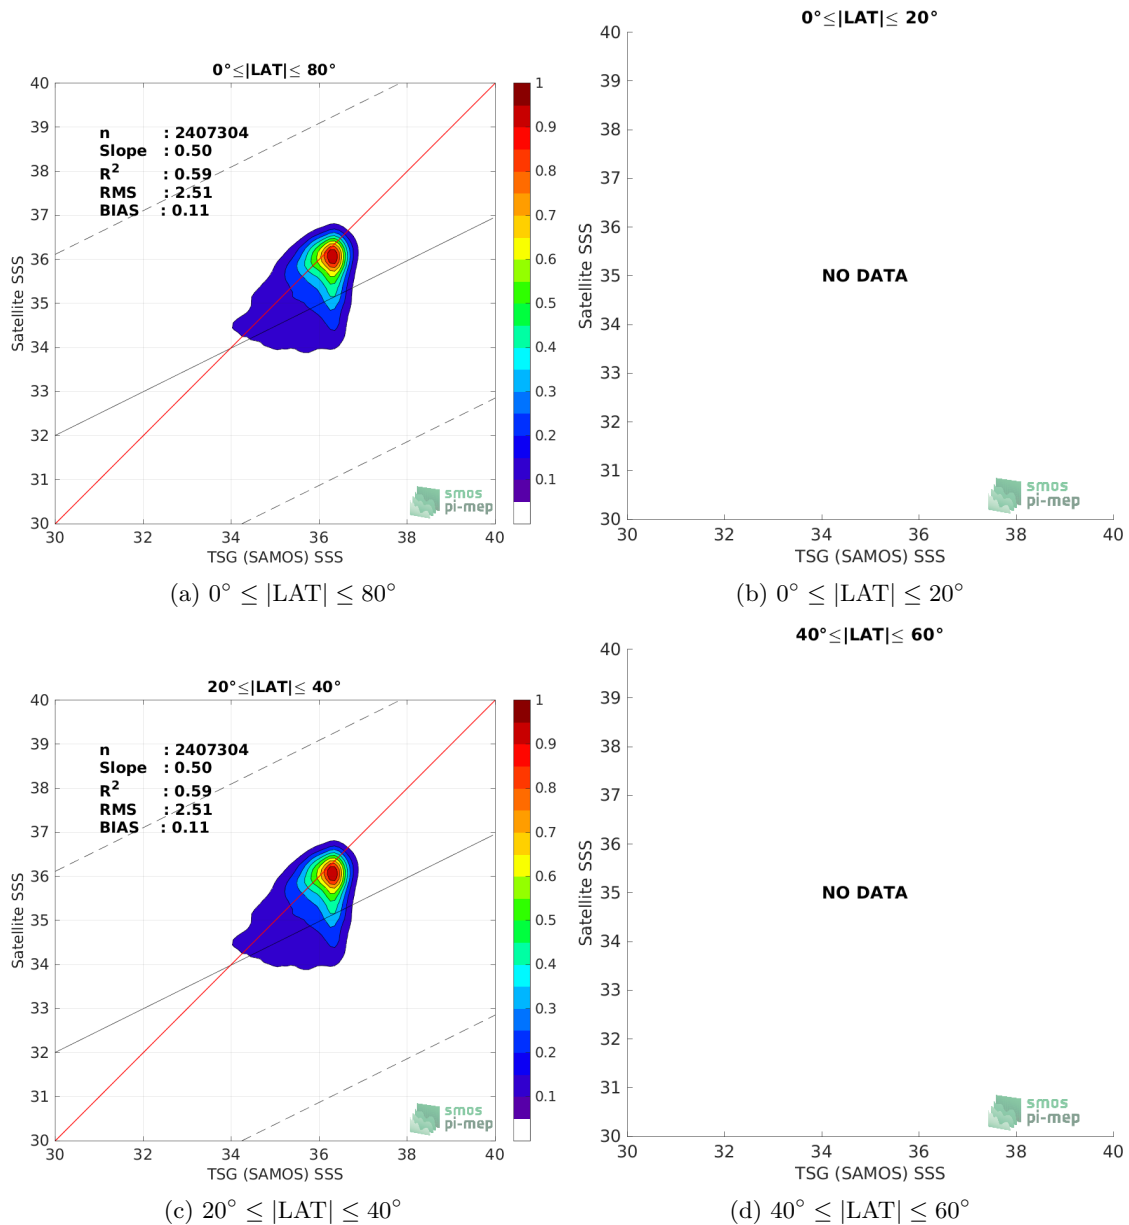 0°≤|LAT|≤ 80°
40
39
38
37
36
35
34
33
32
31
30
n : 2407304
Slope : 0.50
R2 : 0.59
RMS : 2.51
BIAS : 0.11
Satellite SSS
smos
pi-mep
30 32 34 36 38 40
TSG (SAMOS) SSS
1
0.9
0.8
0.7
0.6
0.5
0.4
0.3
0.2
0.1
(a) 0° ≤ |LAT| ≤ 80°
0°≤|LAT|≤ 20°
40
39
38
37
36
35
34
33
32
31
30
Satellite SSS
NO DATA
smos
pi-mep
30 32 34 36 38 40
TSG (SAMOS) SSS
(b) 0° ≤ |LAT| ≤ 20°
20°≤|LAT|≤ 40°
40
39
38
37
36
35
34
33
32
31
30
n : 2407304
Slope : 0.50
R2 : 0.59
RMS : 2.51
BIAS : 0.11
Satellite SSS
smos
pi-mep
30 32 34 36 38 40
TSG (SAMOS) SSS
1
0.9
0.8
0.7
0.6
0.5
0.4
0.3
0.2
0.1
(c) 20° ≤ |LAT| ≤ 40°
40°≤|LAT|≤ 60°
40
39
38
37
36
35
34
33
32
31
30
Satellite SSS
NO DATA
smos
pi-mep
30 32 34 36 38 40
TSG (SAMOS) SSS
(d) 40° ≤ |LAT| ≤ 60°